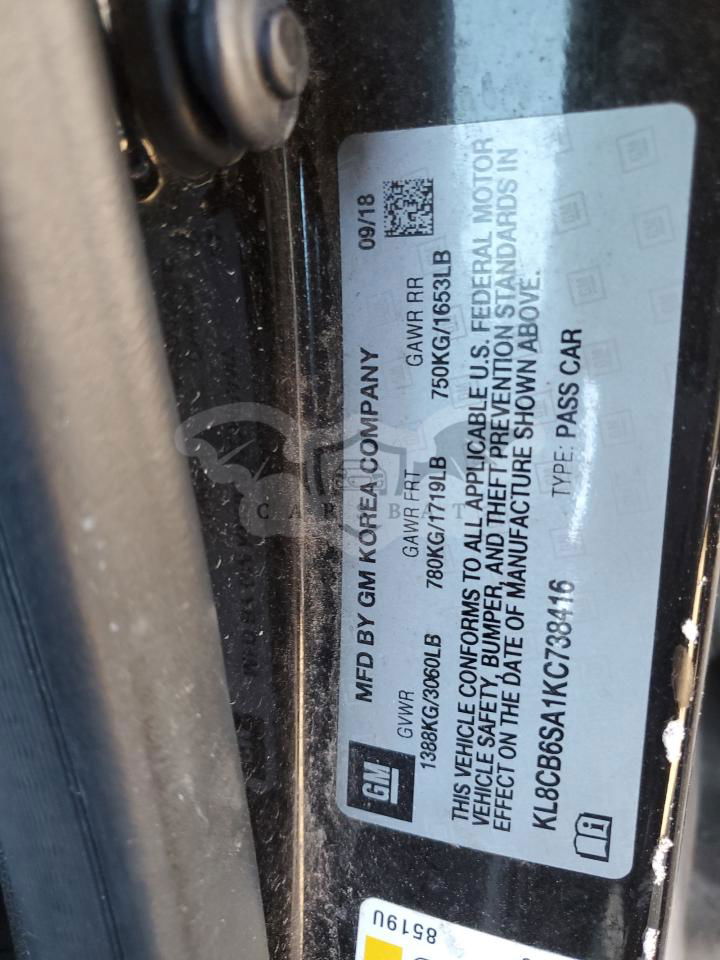 MFD BY GM KOREA COMPANY 09/18
GM
GVWR GAWR FRT GAWR RR
1388KG/3060LB 780KG/1719LB 750KG/1653LB
THIS VEHICLE CONFORMS TO ALL APPLICABLE U.S. FEDERAL MOTOR
VEHICLE SAFETY, BUMPER, AND THEFT PREVENTION STANDARDS IN
EFFECT ON THE DATE OF MANUFACTURE SHOWN ABOVE.
KL8CB6SA1KC738416 TYPE: PASS CAR
8519U